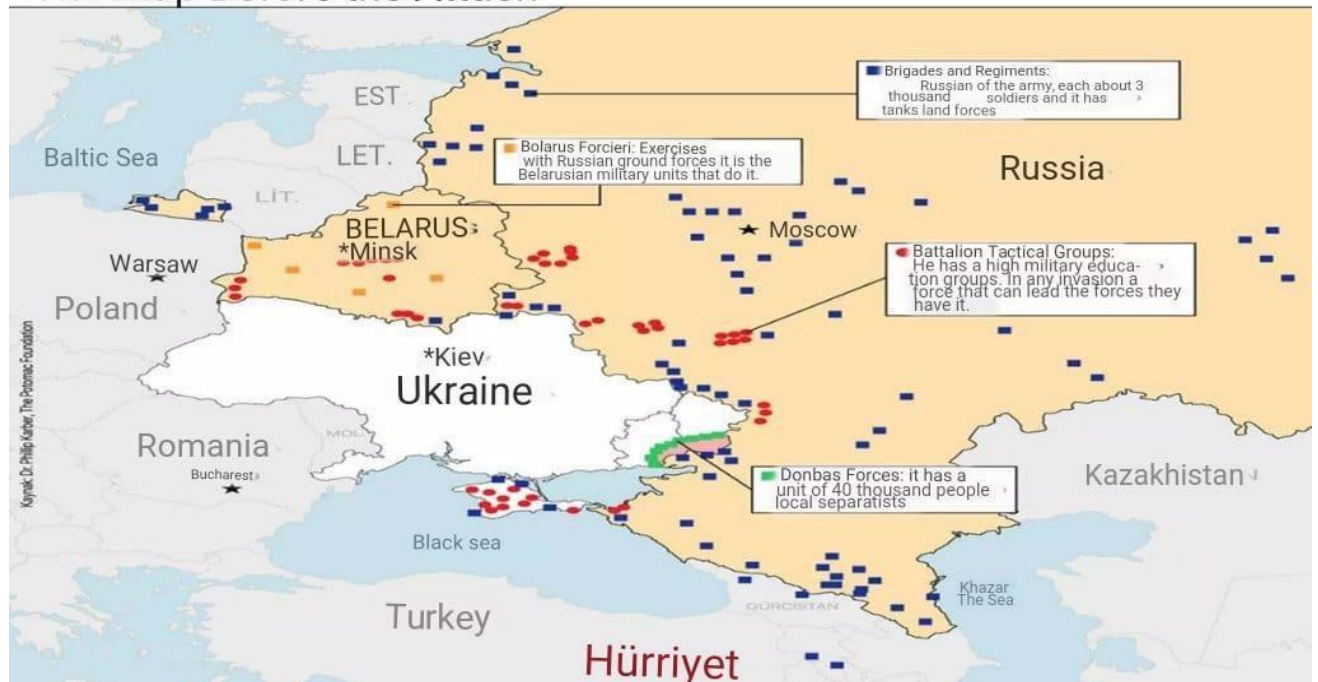 EST
Baltic Sea
LET.
LİT.
Brigades and Regiments:
Russian of the army, each about 3
thousand soldiers and it has
tanks land forces
Bolarus Forcieri: Exerçises
with Russian ground forces it is the
Belarusian military units that do it.
Russia
BELARUS
*Minsk
Moscow
Warsaw
Poland
Battalion Tactical Groups:
He has a high military educa-
tion groups. In any invasion a
force that can lead the forces they
have it.
*Kiev
Ukraine
Romania
MOL.
Bucharest
Kazakhistan
Donbas Forces: it has a
unit of 40 thousand people
local separatists
Black sea
Khazar
The Sea
GÜRCISTAN
Turkey
Hürriyet
Kaynak: Dr. Phillip Karber, The Potomac Foundation